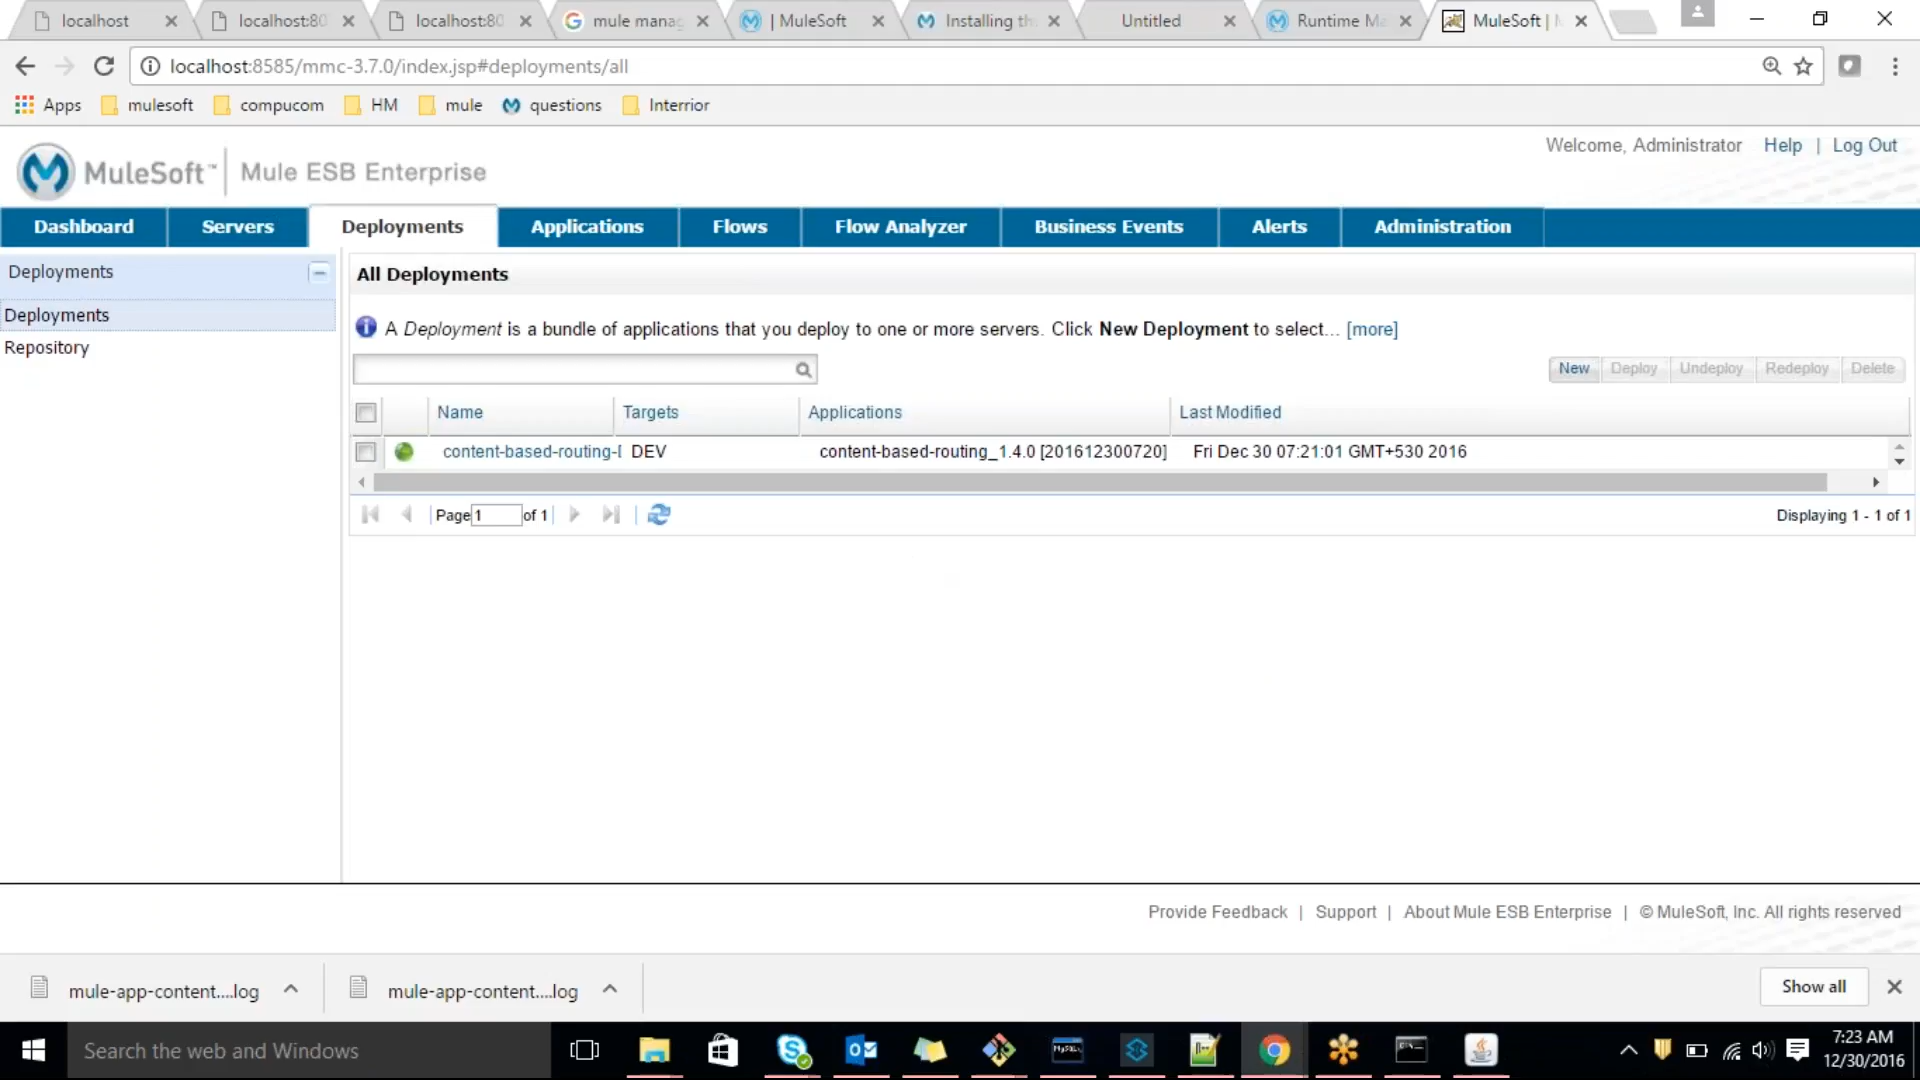 localhost
localhost:80
localhost:80
mule manag
| MuleSoft
Installing th
Untitled
Runtime Ma
MuleSoft |
localhost:8585/mmc-3.7.0/index.jsp#deployments/all
Apps
mulesoft
compucom
HM
mule
questions
Interrior
Welcome, Administrator Help | Log Out
MuleSoft™ | Mule ESB Enterprise
Dashboard
Servers
Deployments
Applications
Flows
Flow Analyzer
Business Events
Alerts
Administration
Deployments
Deployments
Repository
All Deployments
A Deployment is a bundle of applications that you deploy to one or more servers. Click New Deployment to select... [more]
New Deploy Undeploy Redeploy Delete
Name Targets Applications Last Modified
content-based-routing- DEV content-based-routing_1.4.0 [201612300720] Fri Dec 30 07:21:01 GMT+530 2016
Page 1 of 1
Displaying 1 - 1 of 1
Provide Feedback | Support | About Mule ESB Enterprise | © MuleSoft, Inc. All rights reserved
mule-app-content....log
mule-app-content....log
Show all
Search the web and Windows
7:23 AM
12/30/2016